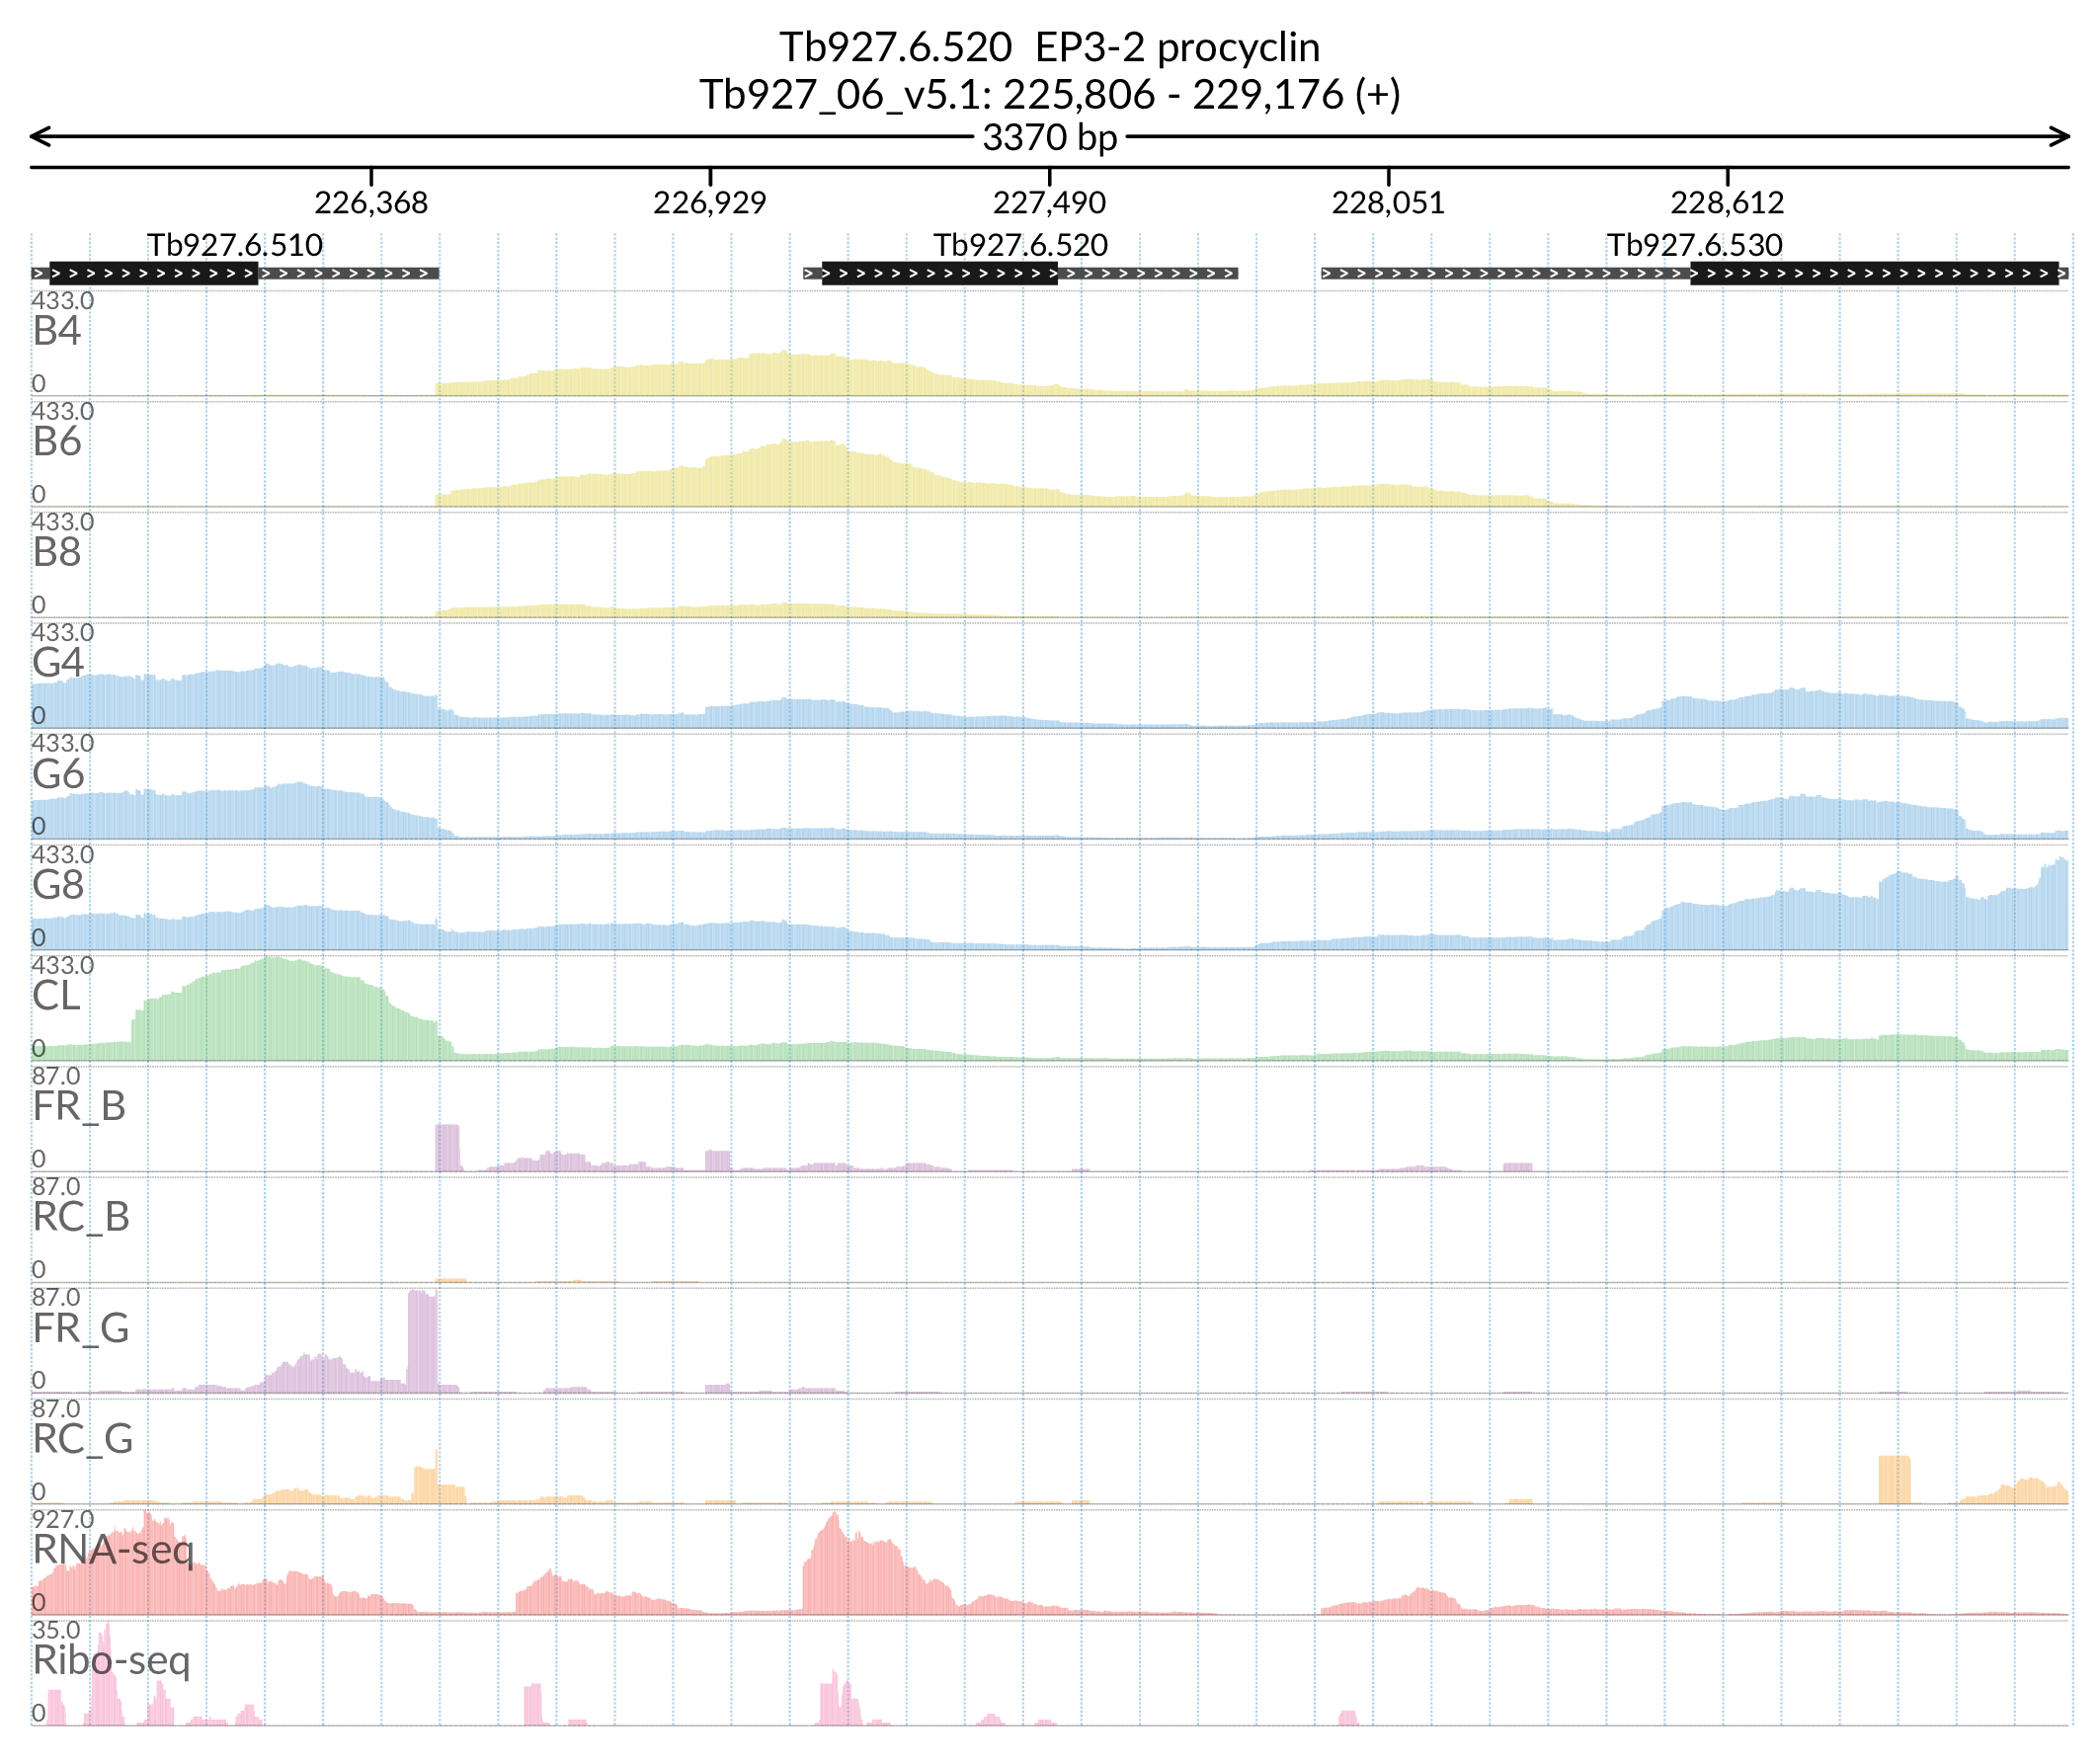 Tb927.6.520 EP3-2 procyclin
Tb927_06_v5.1: 225,806 - 229,176 (+)
3370 bp
226,368 226,929 227,490 228,051 228,612
Tb927.6.510 Tb927.6.520 Tb927.6.530
433.0
B4
0
433.0
B6
0
433.0
B8
0
433.0
G4
0
433.0
G6
0
433.0
G8
0
433.0
CL
0
87.0
FR_B
0
87.0
RC_B
0
87.0
FR_G
0
87.0
RC_G
0
927.0
RNA-seq
0
35.0
Ribo-seq
0